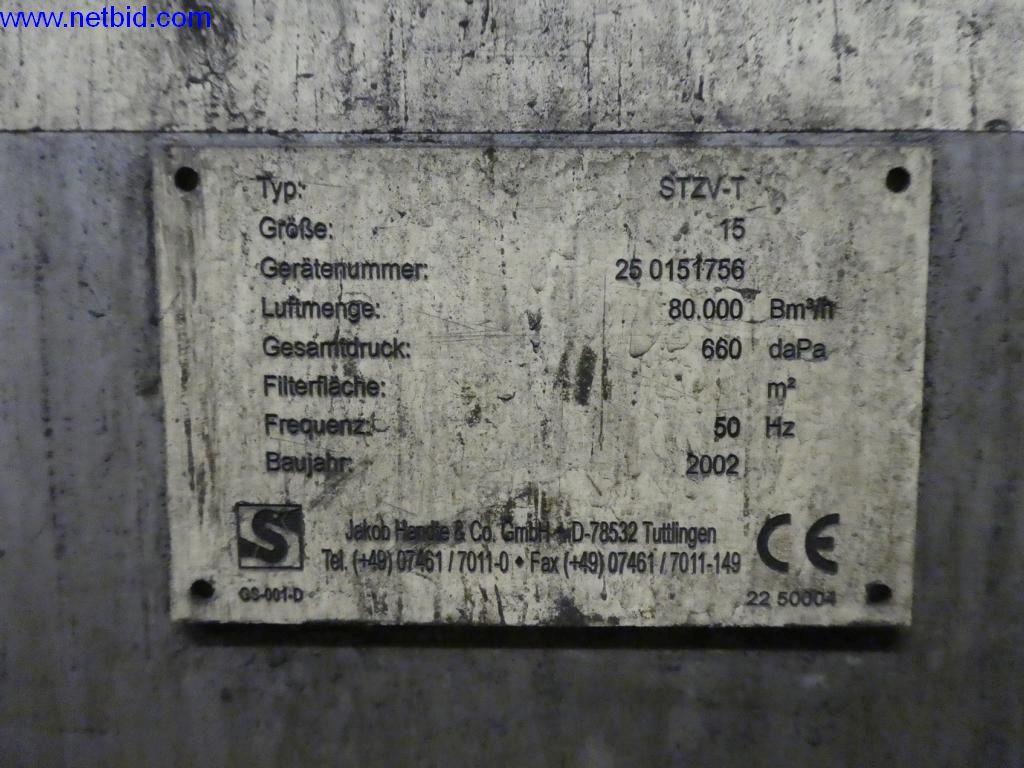 www.netbid.com
Typ: STZV-T
Größe: 15
Gerätenummer: 25 0151756
Luftmenge: 80.000 Bm³/h
Gesamtdruck: 660 daPa
Filterfläche: m²
Frequenz: 50 Hz
Baujahr: 2002
S
Jakob Handte & Co. GmbH • D-78532 Tuttlingen
Tel. (+49) 07461 / 7011-0 • Fax (+49) 07461 / 7011-149
CE
GS-001-D
22 50004